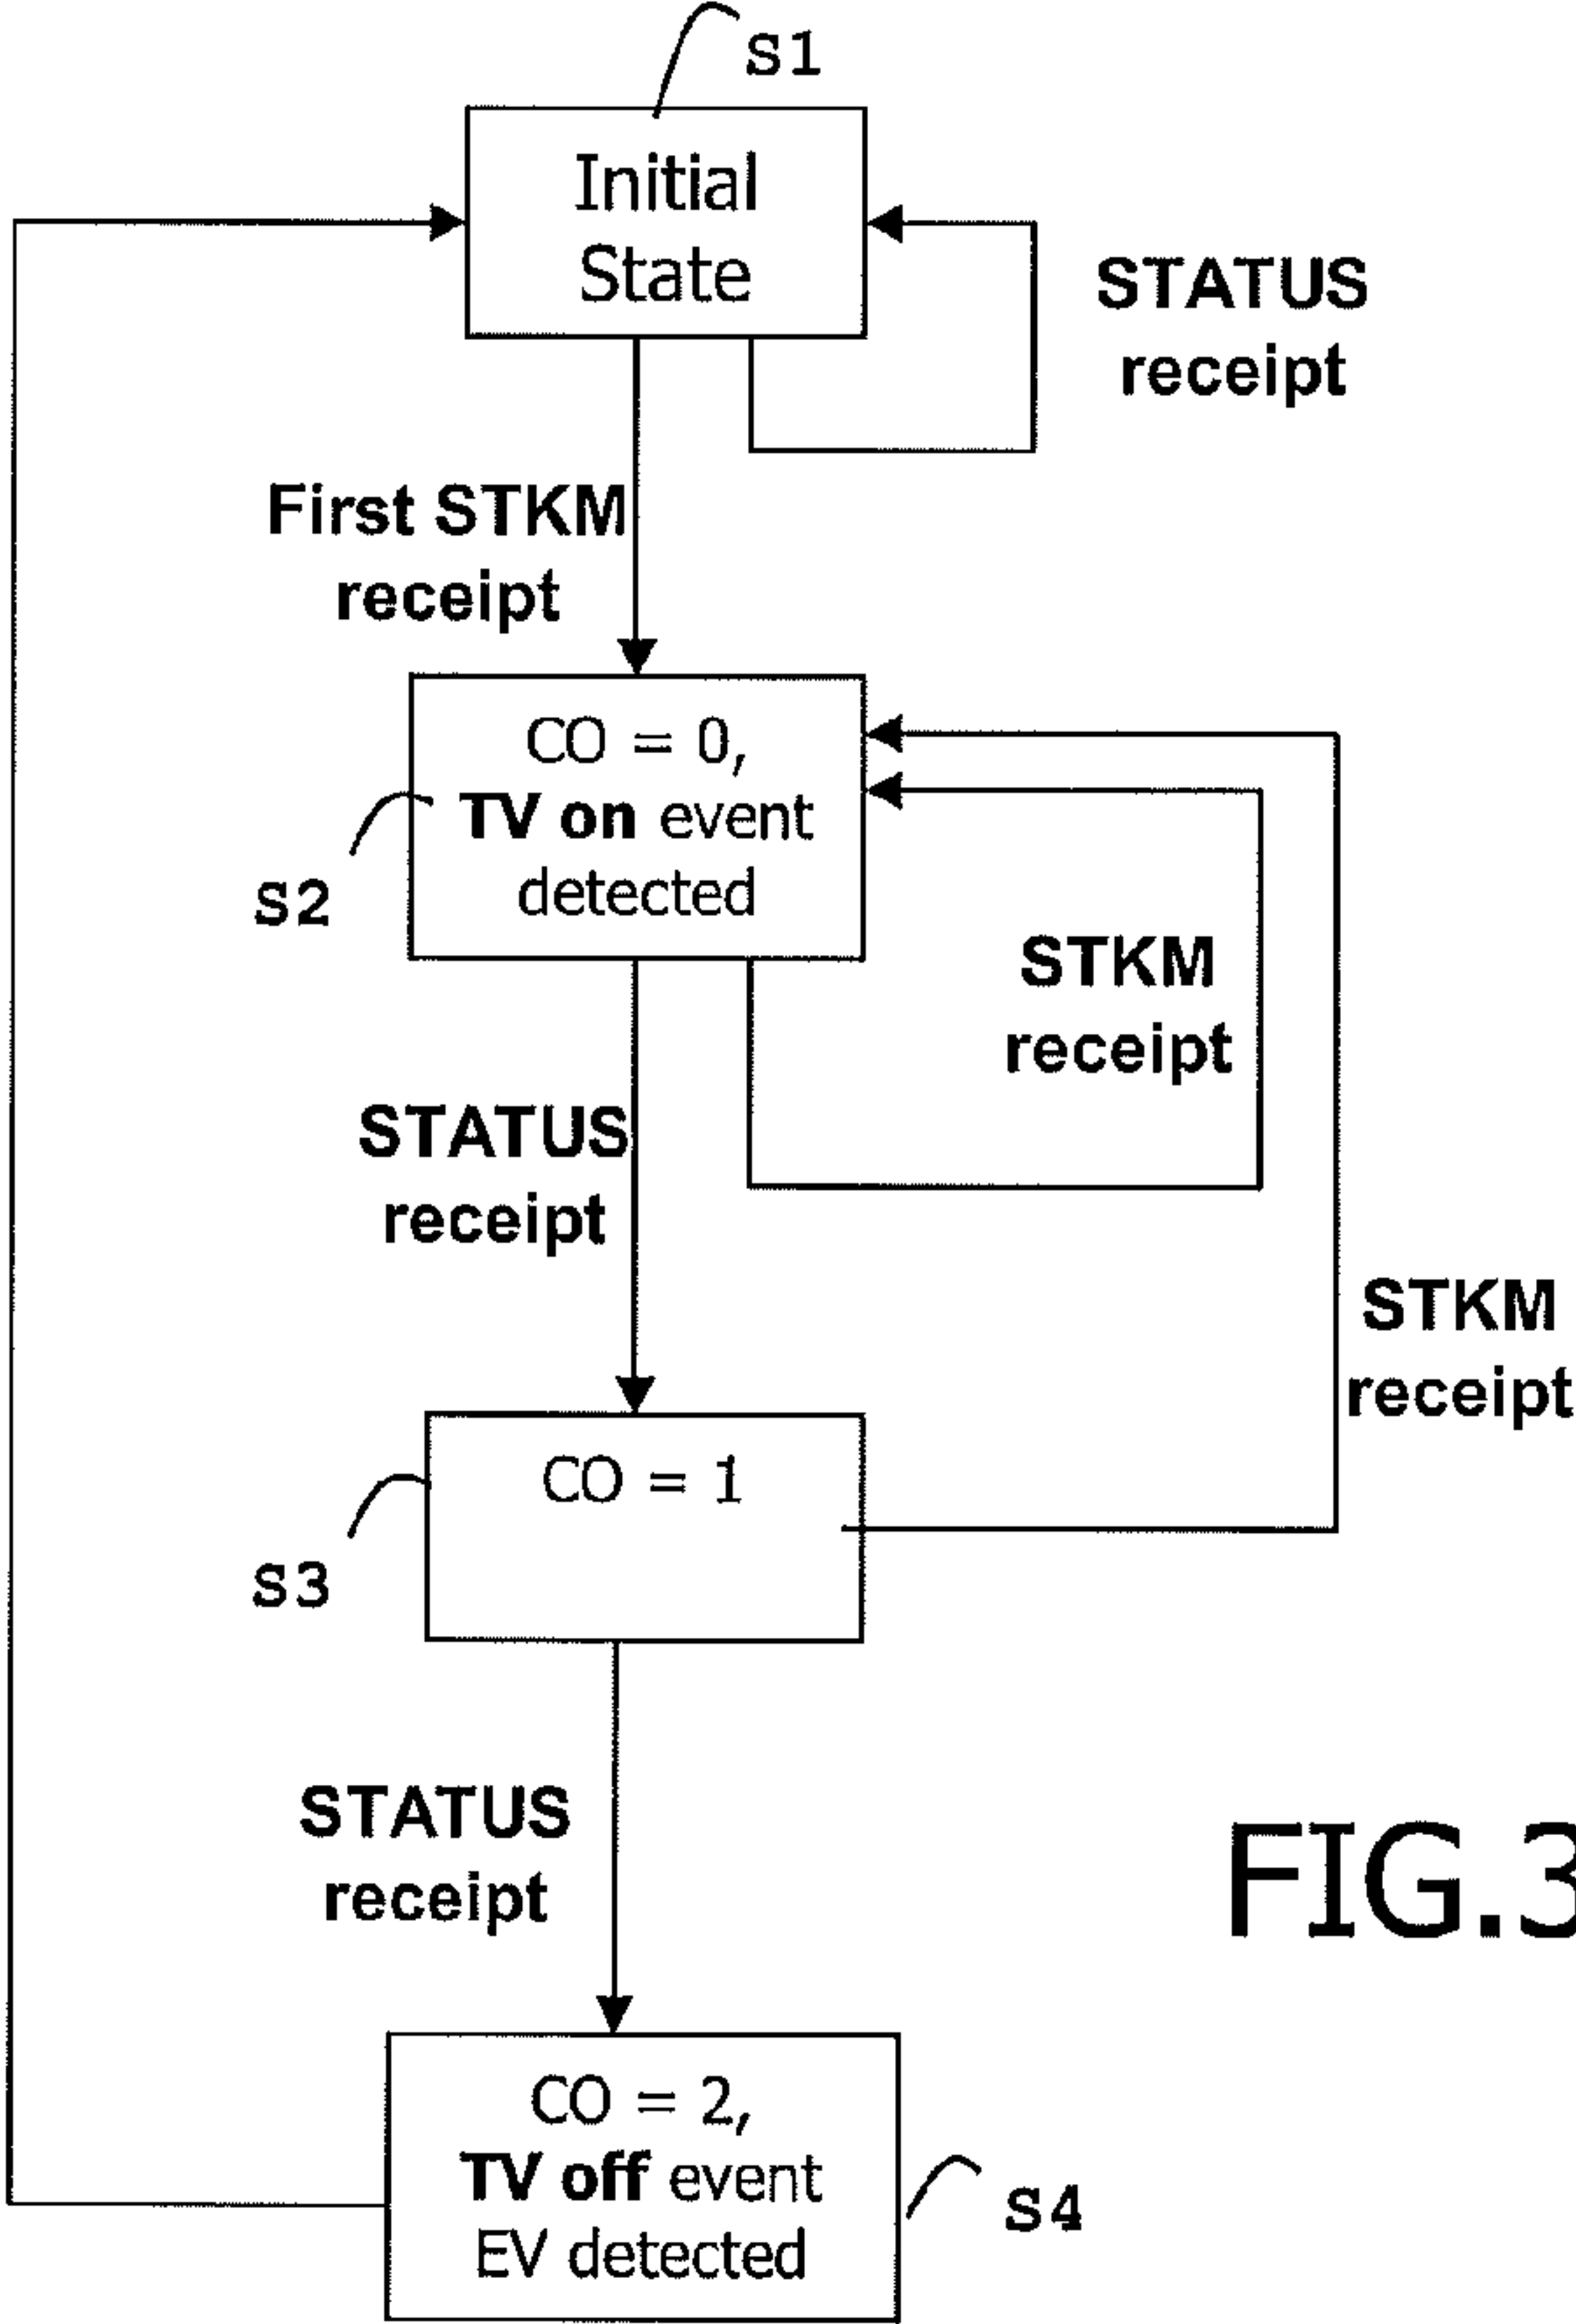 S1
Initial
State
STATUS
receipt
First STKM
receipt
CO = 0,
TV on event
detected
S2
STKM
receipt
STATUS
receipt
STKM
receipt
CO = 1
S3
STATUS
receipt
FIG.3
CO = 2,
TV off event
EV detected
S4